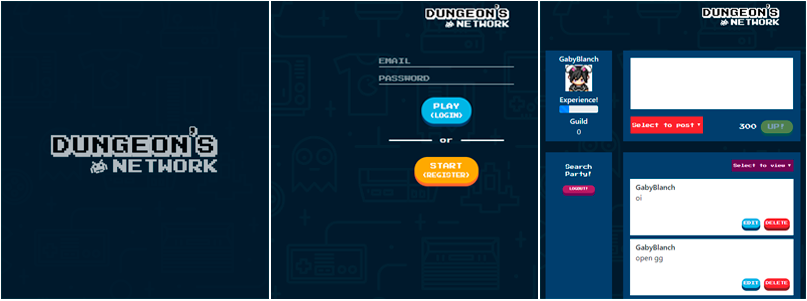 DUNGEON'S
NETWORK
DUNGEON'S
NETWORK
EMAIL
PASSWORD
PLAY
(LOGIN)
or
START
(REGISTER)
DUNGEON'S
NETWORK
GabyBlanch
Experience!
Guild
0
Search
Party!
LOGOUT!
Select to post ▾
300 UP!
Select to view ▾
GabyBlanch
oi
EDIT DELETE
GabyBlanch
open gg
EDIT DELETE